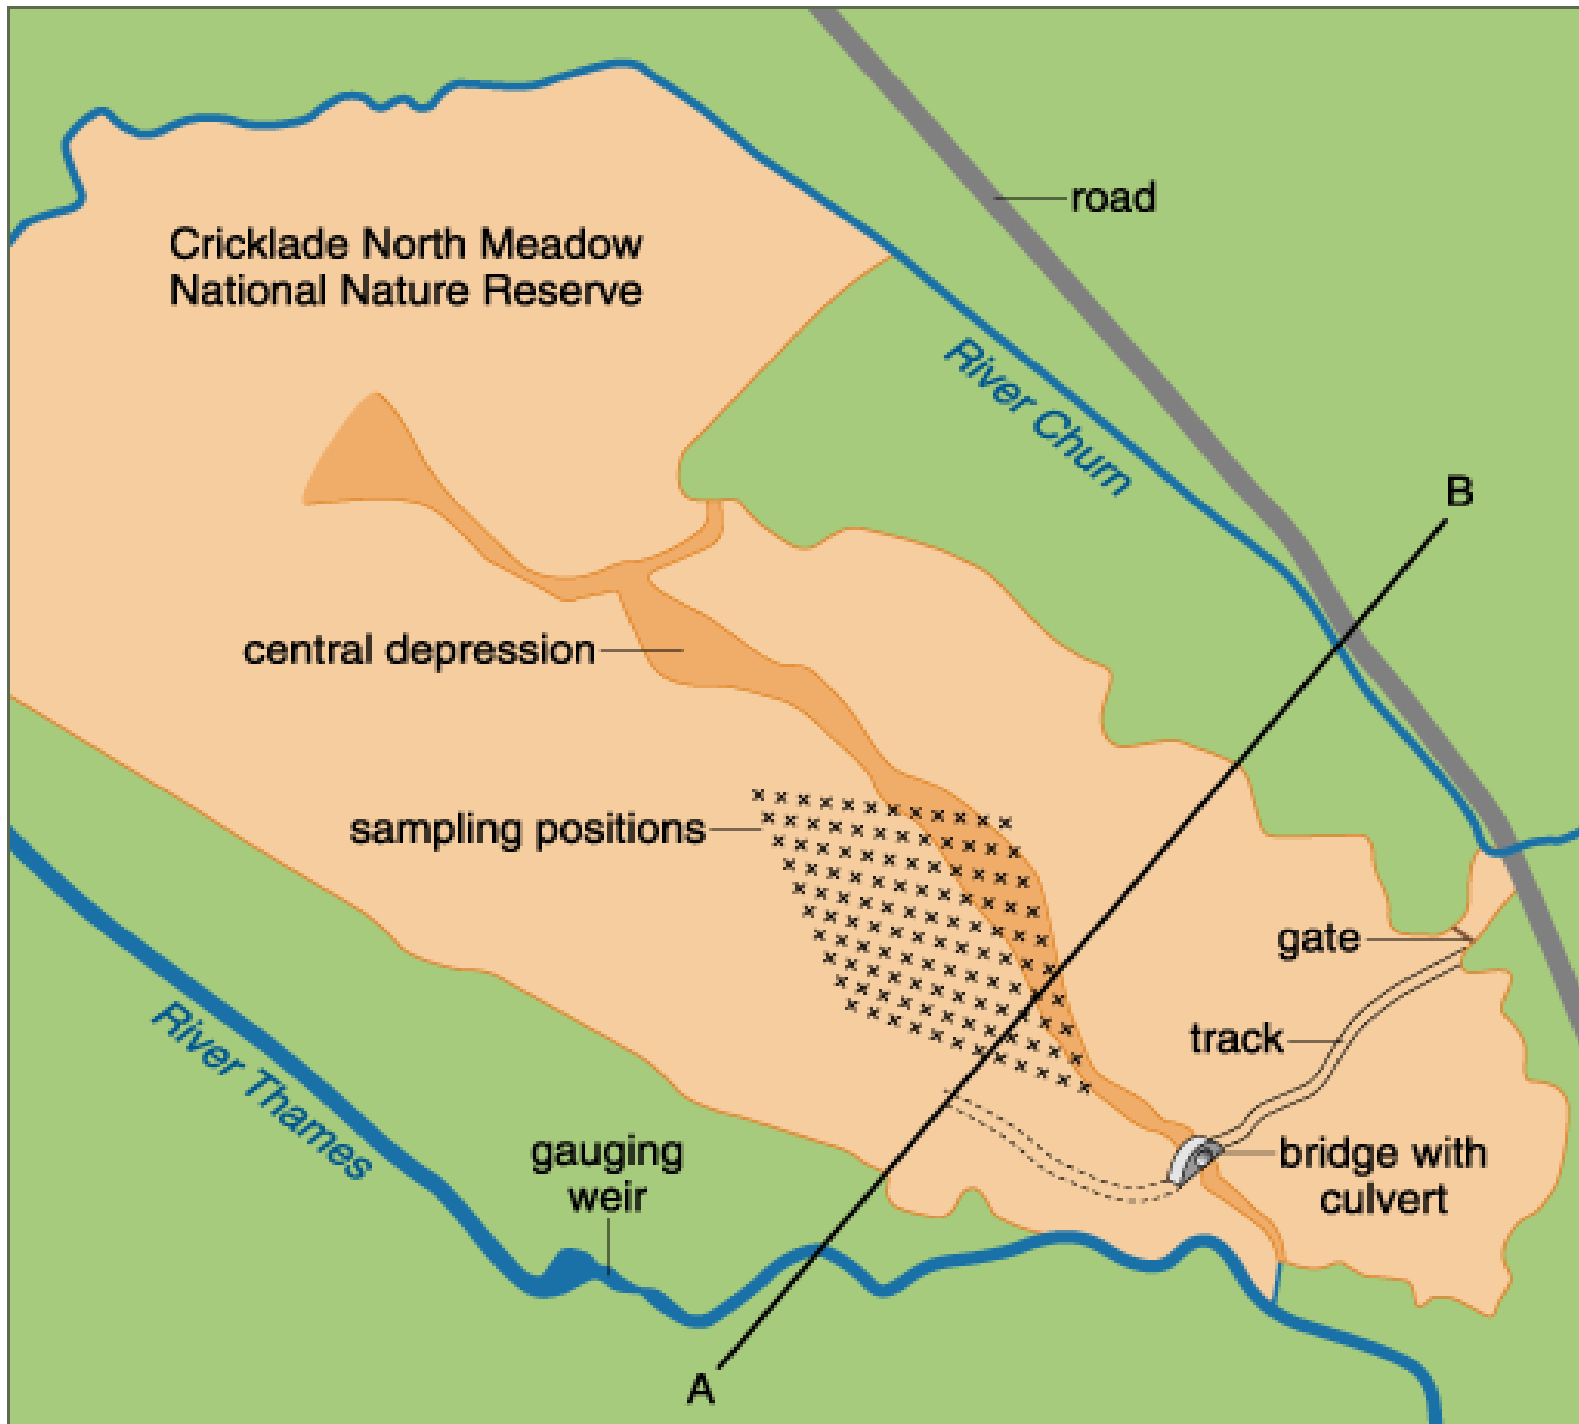 Cricklade North Meadow
National Nature Reserve
road
River Churn
B
central depression
sampling positions
gate
track
River Thames
gauging
weir
bridge with
culvert
A